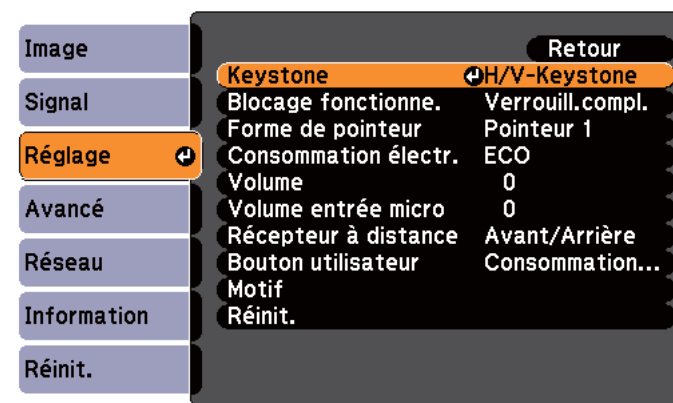 Image
Signal
Réglage
Avancé
Réseau
Information
Réinit.
Retour
Keystone H/V-Keystone
Blocage fonctionne. Verrouill.compl.
Forme de pointeur Pointeur 1
Consommation électr. ECO
Volume 0
Volume entrée micro 0
Récepteur à distance Avant/Arrière
Bouton utilisateur Consommation...
Motif
Réinit.